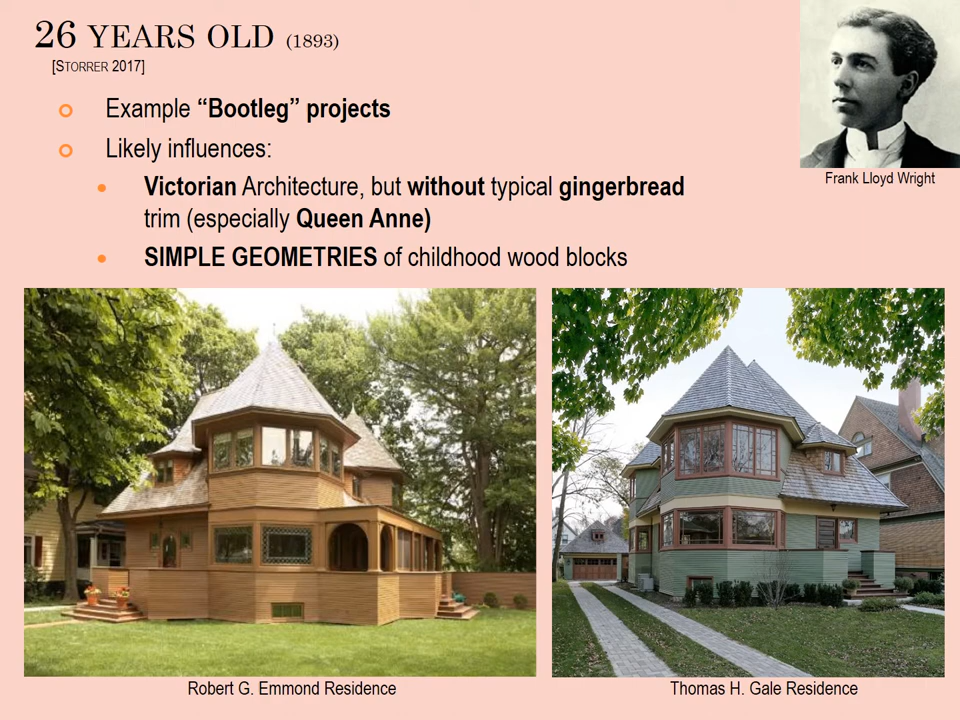 26 YEARS OLD (1893)
[STORRER 2017]
Example “Bootleg” projects
Likely influences:
Victorian Architecture, but without typical gingerbread
trim (especially Queen Anne)
SIMPLE GEOMETRIES of childhood wood blocks
Frank Lloyd Wright
Robert G. Emmond Residence
Thomas H. Gale Residence